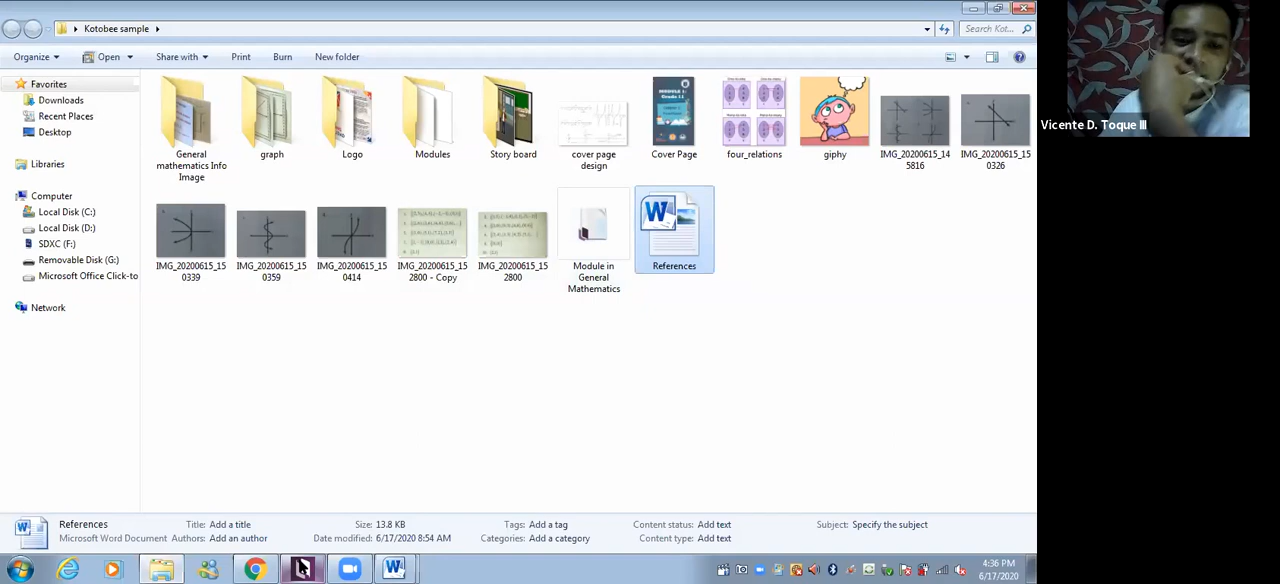 Kotobee sample
Search Kot...
Organize
Open
Share with
Print
Burn
New folder
Favorites
Downloads
Recent Places
Desktop
Libraries
Computer
Local Disk (C:)
Local Disk (D:)
SDXC (F:)
Removable Disk (G:)
Microsoft Office Click-to
Network
General
mathematics Info
Image
graph
Logo
Modules
Story board
cover page
design
Cover Page
four_relations
giphy
IMG_20200615_14
5816
IMG_20200615_15
0326
IMG_20200615_15
0339
IMG_20200615_15
0359
IMG_20200615_15
0414
IMG_20200615_15
2800 - Copy
IMG_20200615_15
2800
Module in
General
Mathematics
References
Vicente D. Toque III
References
Microsoft Word Document
Title: Add a title
Authors: Add an author
Size: 13.8 KB
Date modified: 6/17/2020 8:54 AM
Tags: Add a tag
Categories: Add a category
Content status: Add text
Content type: Add text
Subject: Specify the subject
4:36 PM
6/17/2020